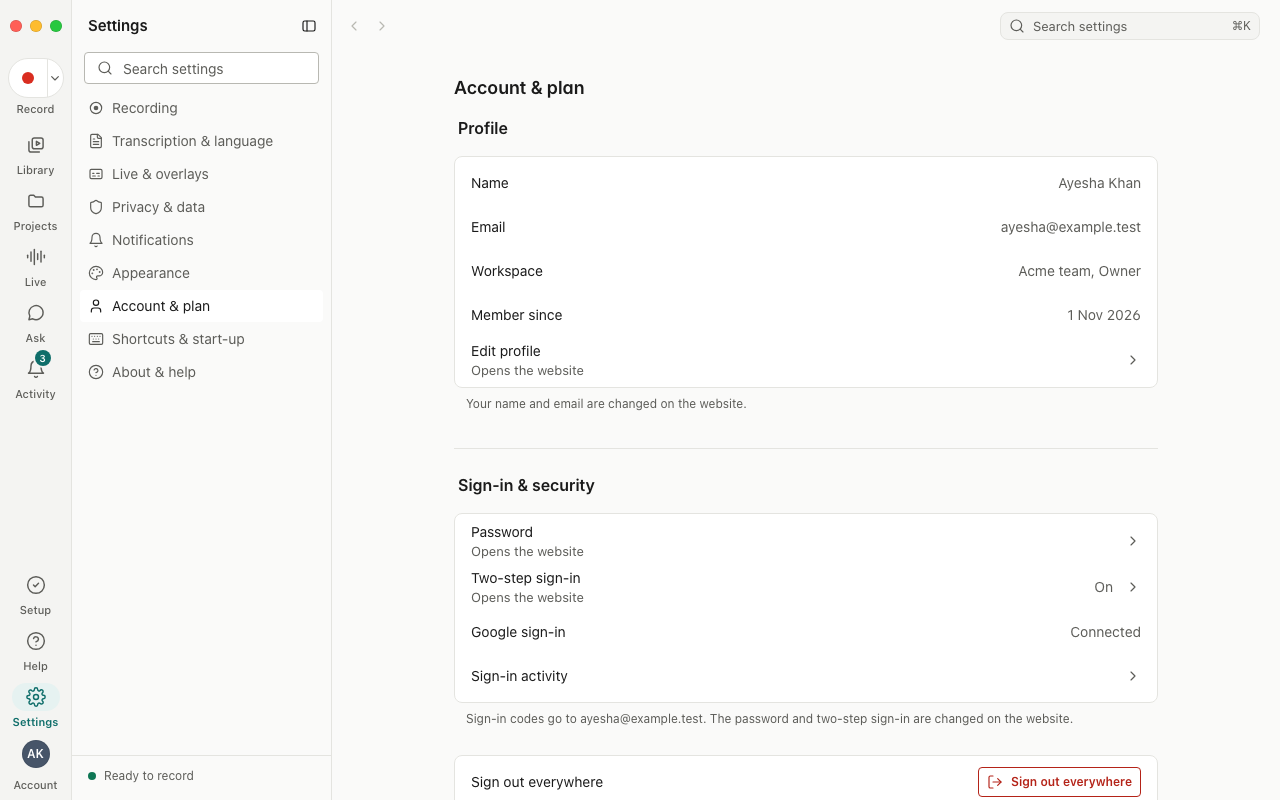 Settings
Search settings
⌘K
Record
Library
Projects
Live
Ask
3
Activity
Setup
Help
Settings
AK
Account
Search settings
Recording
Transcription & language
Live & overlays
Privacy & data
Notifications
Appearance
Account & plan
Shortcuts & start-up
About & help
Ready to record
Account & plan
Profile
Name Ayesha Khan
Email ayesha@example.test
Workspace Acme team, Owner
Member since 1 Nov 2026
Edit profile
Opens the website
Your name and email are changed on the website.
Sign-in & security
Password
Opens the website
Two-step sign-in On
Opens the website
Google sign-in Connected
Sign-in activity
Sign-in codes go to ayesha@example.test. The password and two-step sign-in are changed on the website.
Sign out everywhere Sign out everywhere